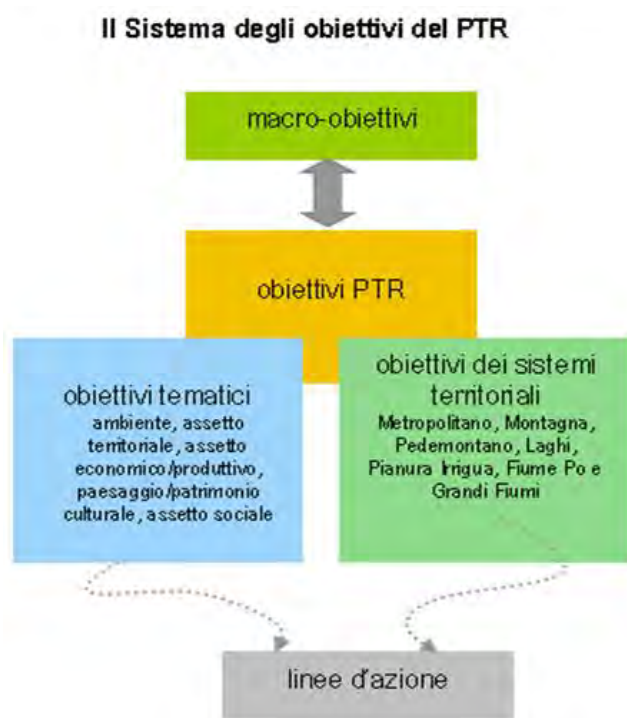 Il Sistema degli obiettivi del PTR
macro-obiettivi
obiettivi PTR
obiettivi tematici
ambiente, assetto
territoriale, assetto
economico/produttivo,
paesaggio/patrimonio
culturale, assetto sociale
obiettivi dei sistemi
territoriali
Metropolitano, Montagna,
Pedemontano, Laghi,
Pianura Irrigua, Fiume Po e
Grandi Fiumi
linee d'azione